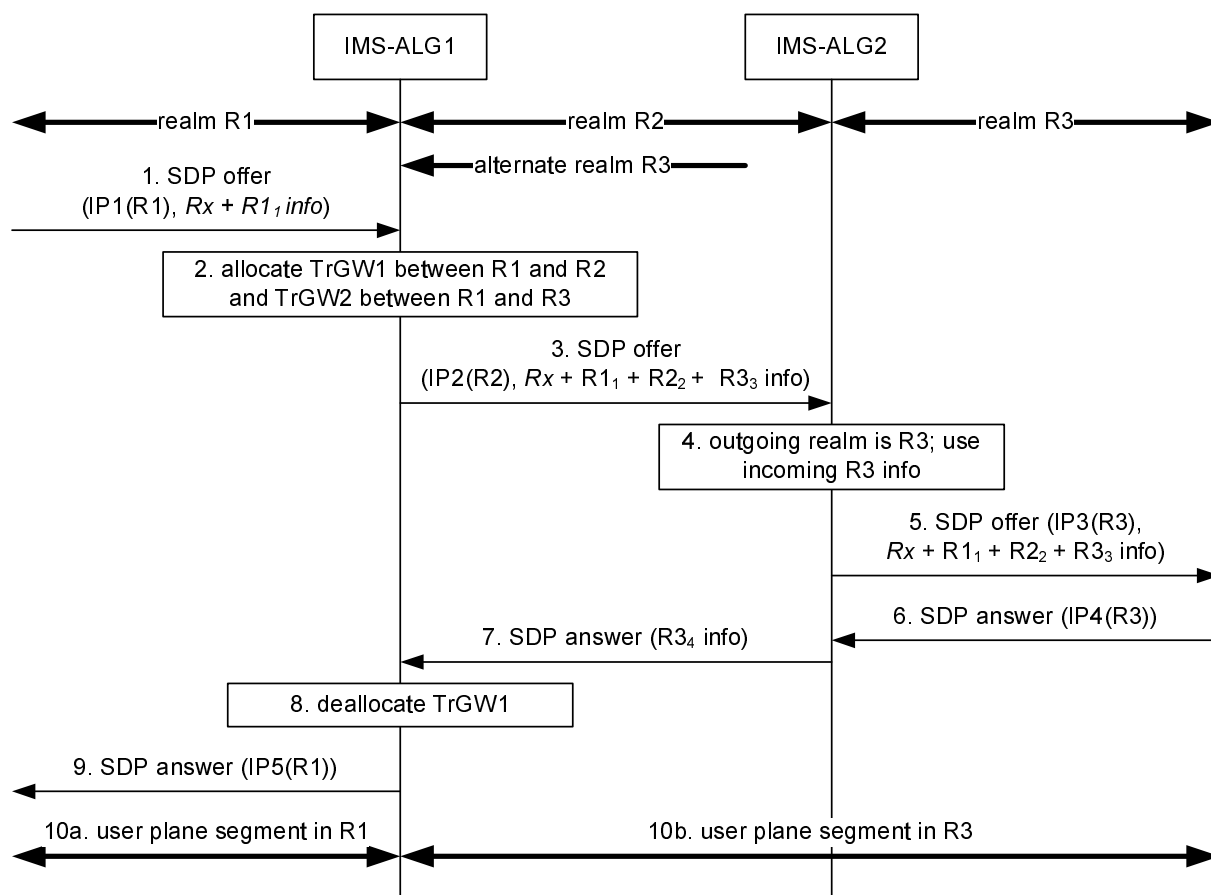 IMS-ALG1
IMS-ALG2
realm R1
realm R2
realm R3
alternate realm R3
1. SDP offer
(IP1(R1), Rx + R1₁ info)
2. allocate TrGW1 between R1 and R2
and TrGW2 between R1 and R3
3. SDP offer
(IP2(R2), Rx + R1₁ + R2₂ + R3₃ info)
4. outgoing realm is R3; use
incoming R3 info
5. SDP offer (IP3(R3),
Rx + R1₁ + R2₂ + R3₃ info)
6. SDP answer (IP4(R3))
7. SDP answer (R3₄ info)
8. deallocate TrGW1
9. SDP answer (IP5(R1))
10a. user plane segment in R1
10b. user plane segment in R3